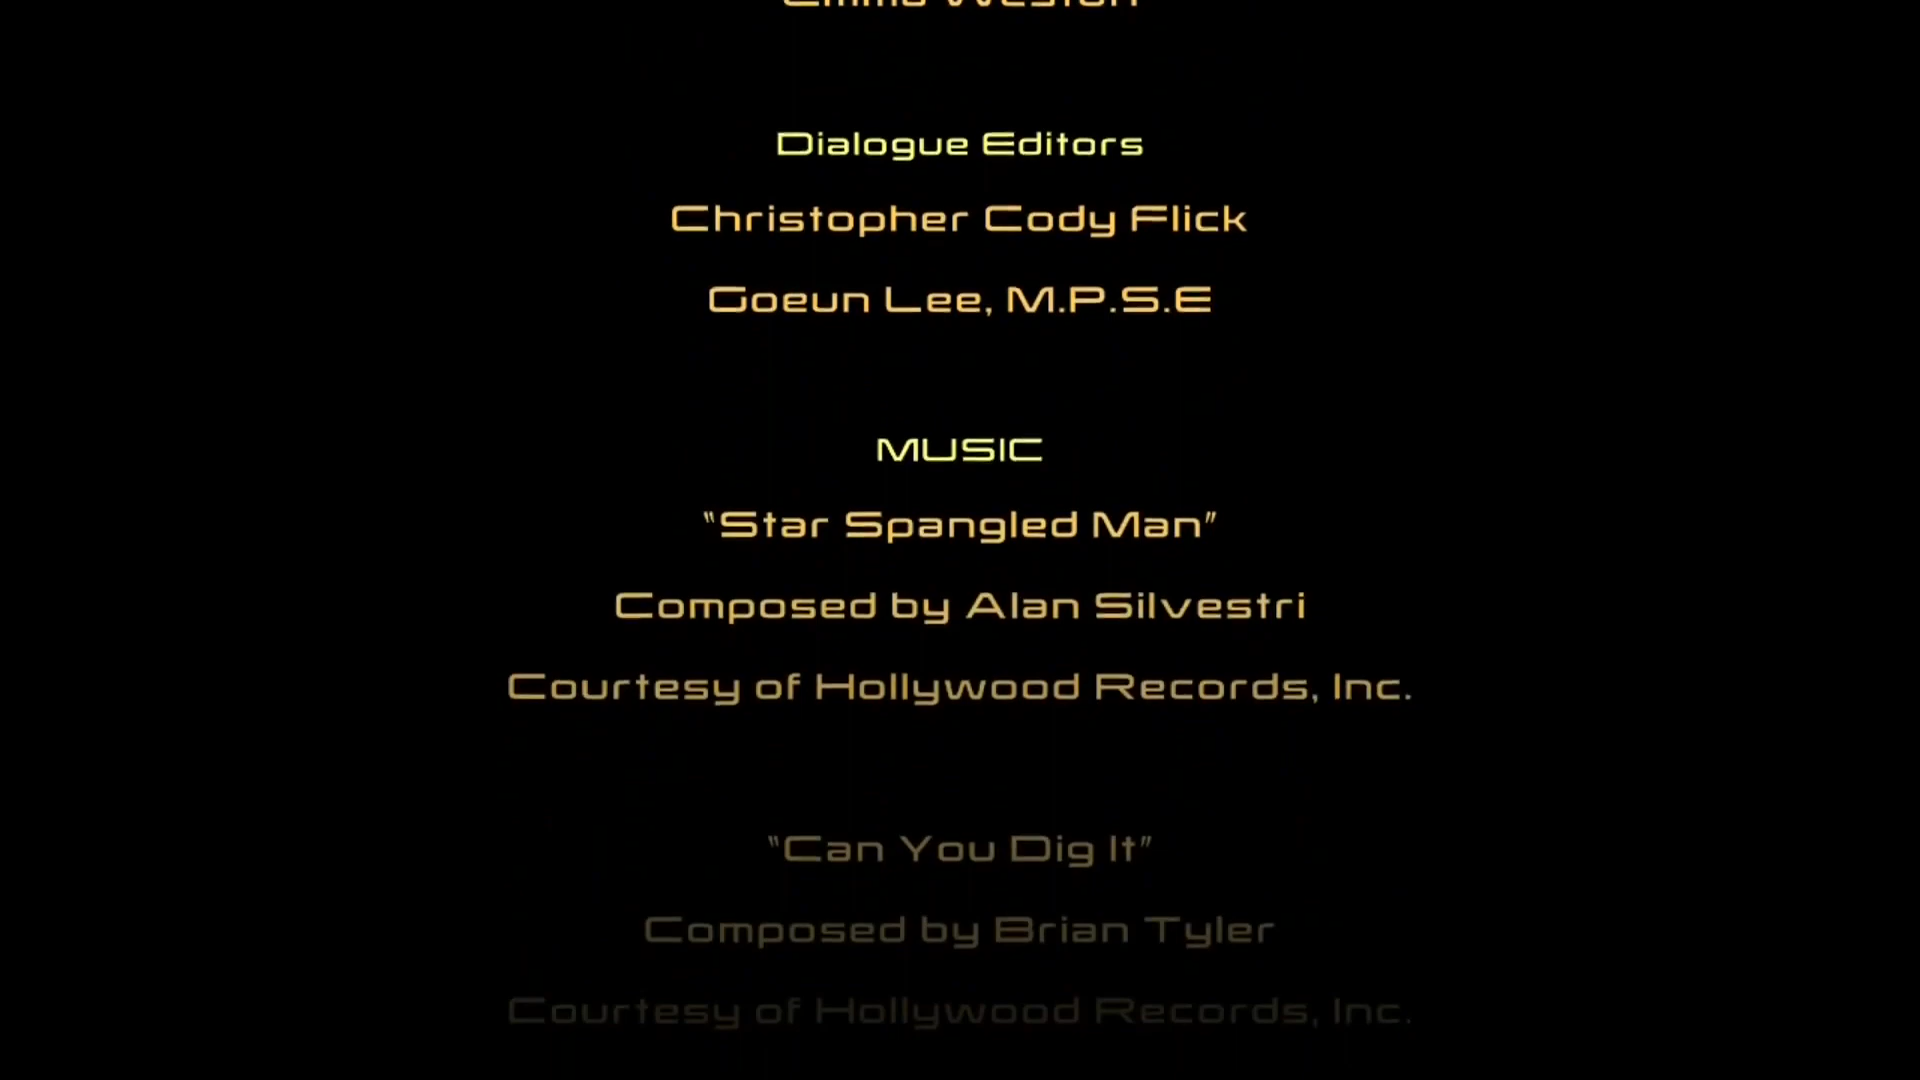 Dialogue Editors
Christopher Cody Flick
Goeun Lee, M.P.S.E
MUSIC
“Star Spangled Man”
Composed by Alan Silvestri
Courtesy of Hollywood Records, Inc.
“Can You Dig It”
Composed by Brian Tyler
Courtesy of Hollywood Records, Inc.